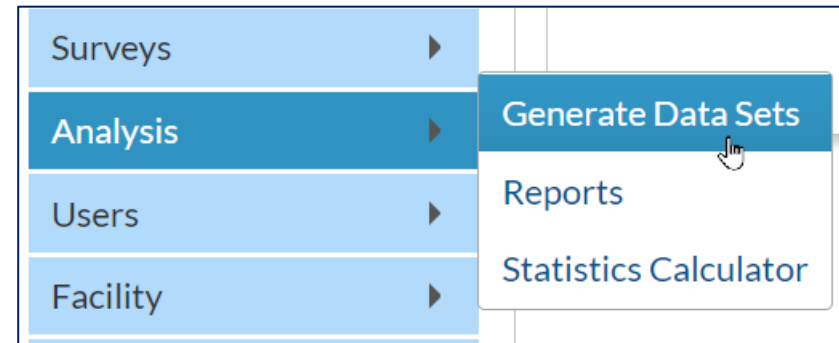 Surveys
Analysis
Users
Facility
Generate Data Sets
Reports
Statistics Calculator